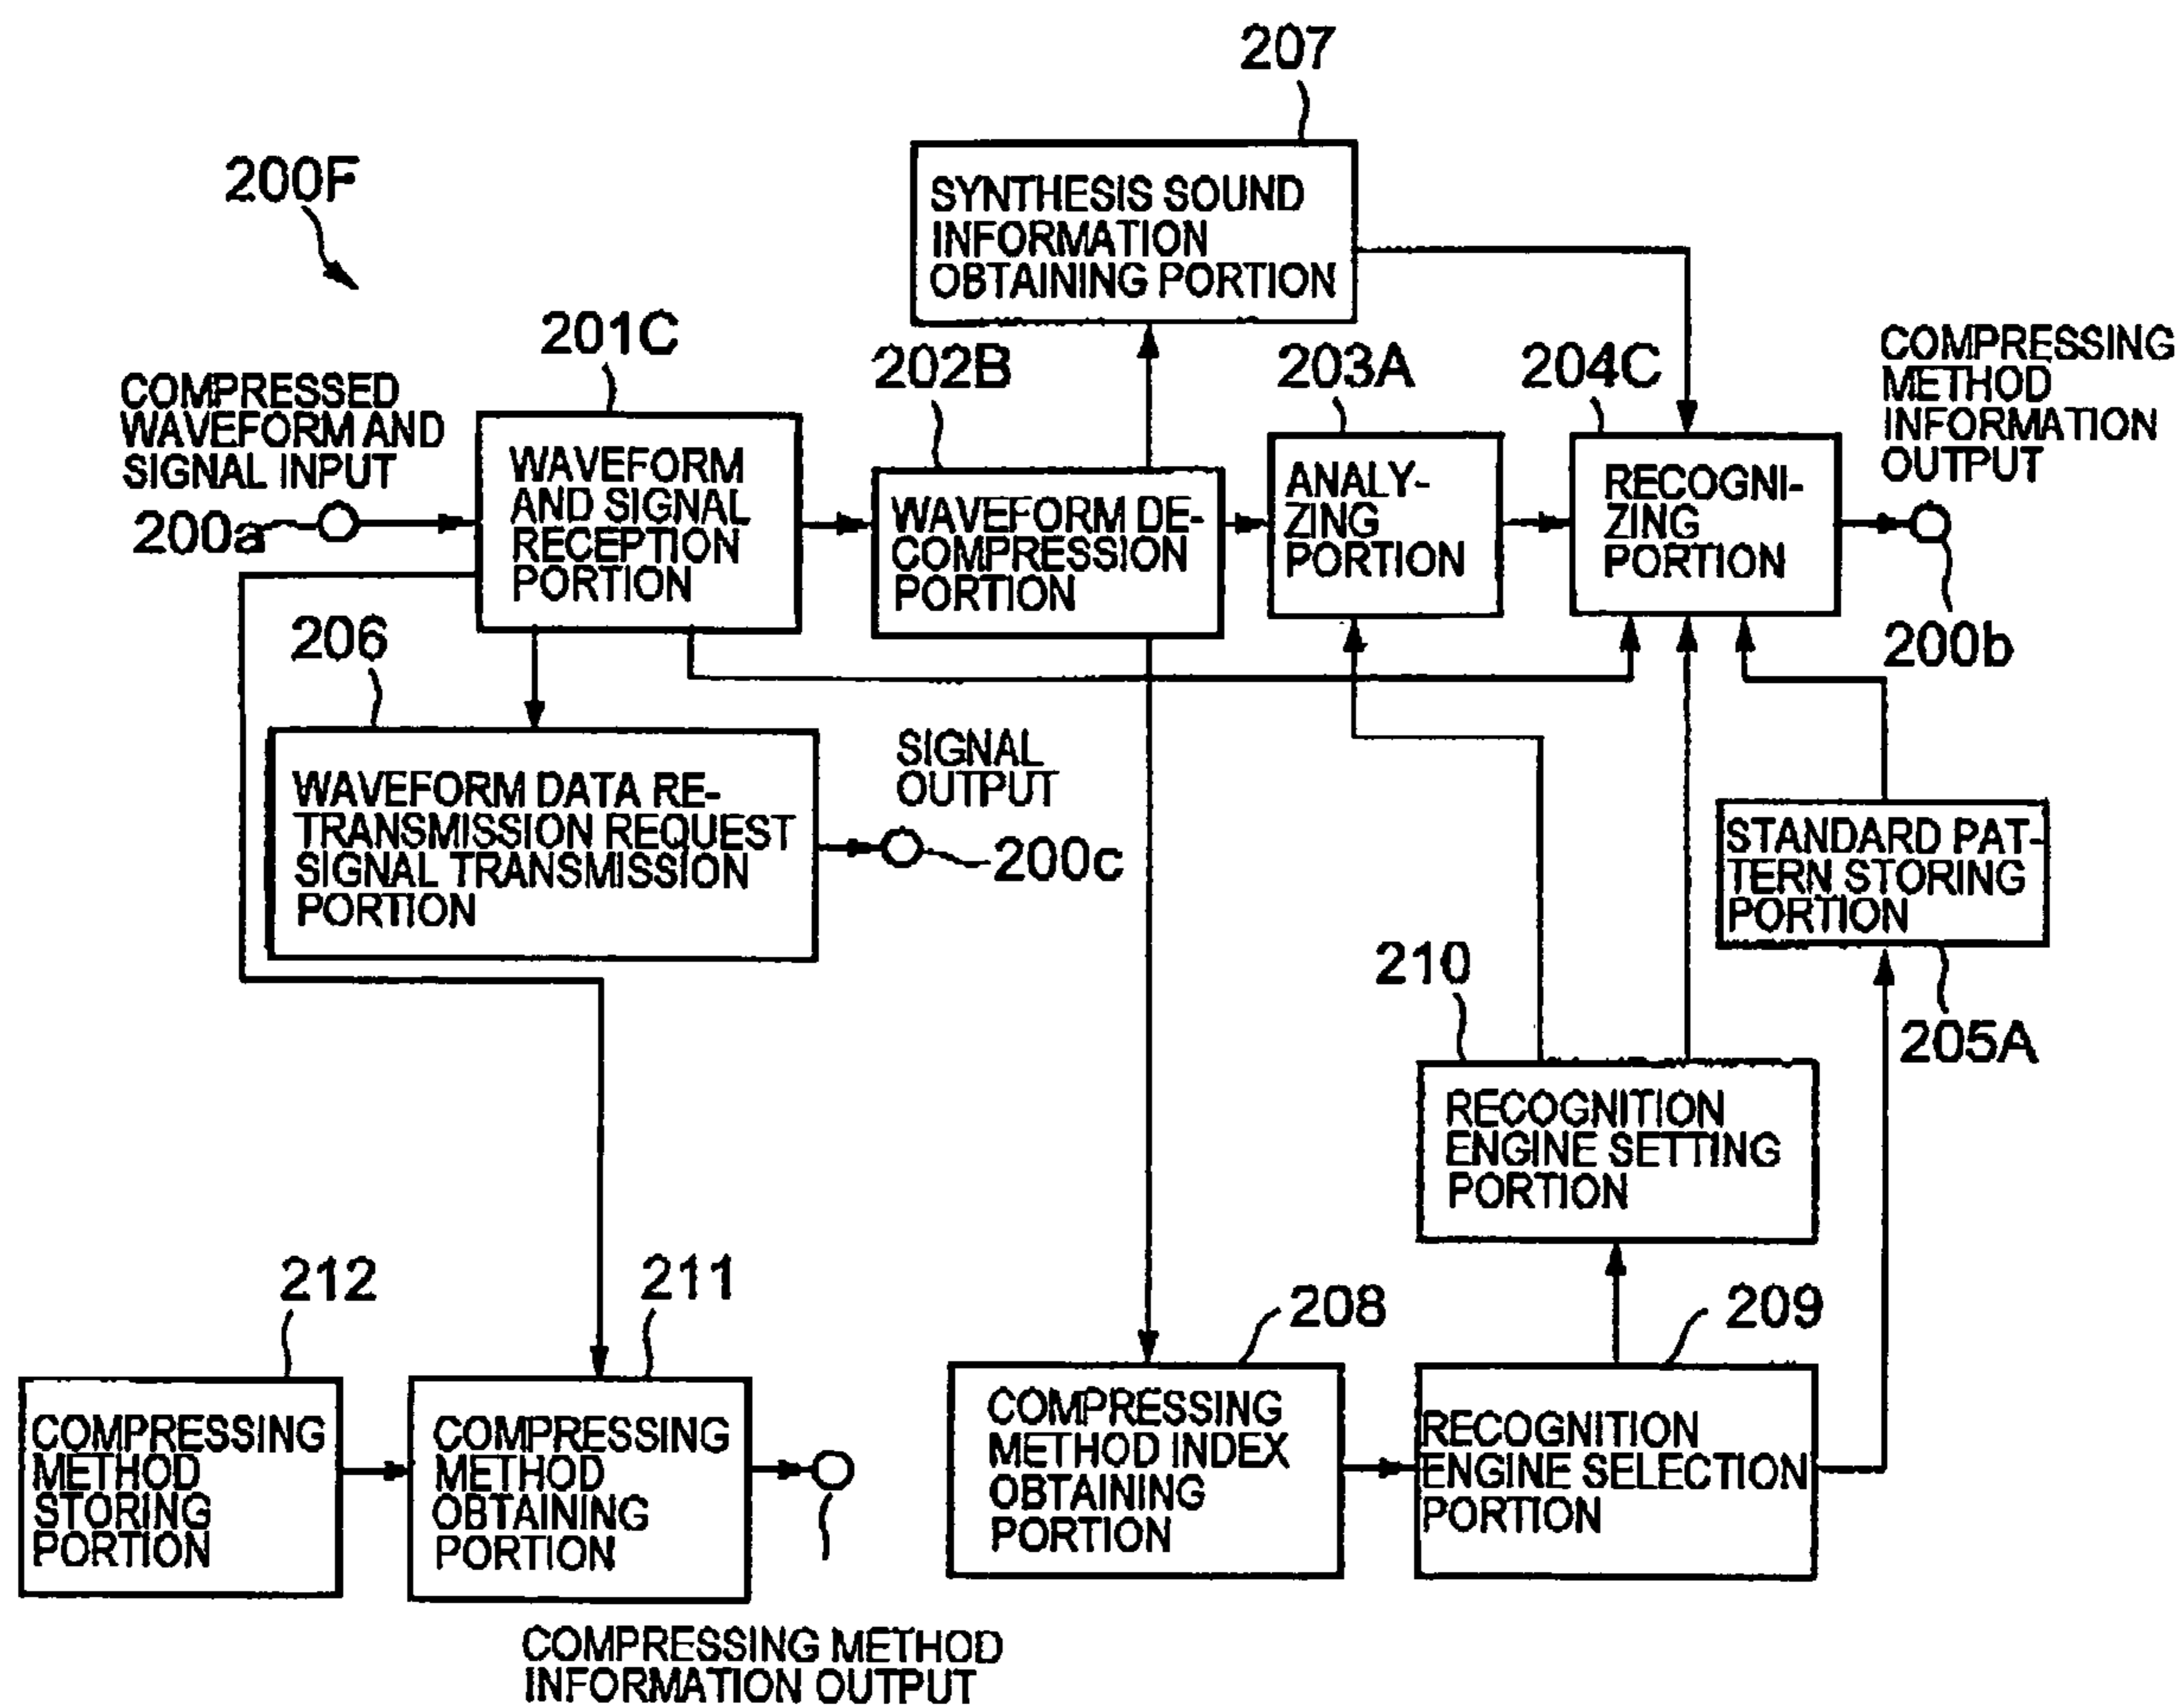 207
200F
SYNTHESIS SOUND
INFORMATION
OBTAINING PORTION
201C
202B
203A
204C
COMPRESSING
METHOD
INFORMATION
OUTPUT
COMPRESSED
WAVEFORM AND
SIGNAL INPUT
200a
WAVEFORM
AND SIGNAL
RECEPTION
PORTION
WAVEFORM DE-
COMPRESSION
PORTION
ANALY-
ZING
PORTION
RECOGNI-
ZING
PORTION
200b
206
WAVEFORM DATA RE-
TRANSMISSION REQUEST
SIGNAL TRANSMISSION
PORTION
SIGNAL
OUTPUT
200c
STANDARD PAT-
TERN STORING
PORTION
205A
210
RECOGNITION
ENGINE SETTING
PORTION
212
211
208
209
COMPRESSING
METHOD
STORING
PORTION
COMPRESSING
METHOD
OBTAINING
PORTION
COMPRESSING
METHOD INDEX
OBTAINING
PORTION
RECOGNITION
ENGINE SELECTION
PORTION
COMPRESSING METHOD
INFORMATION OUTPUT